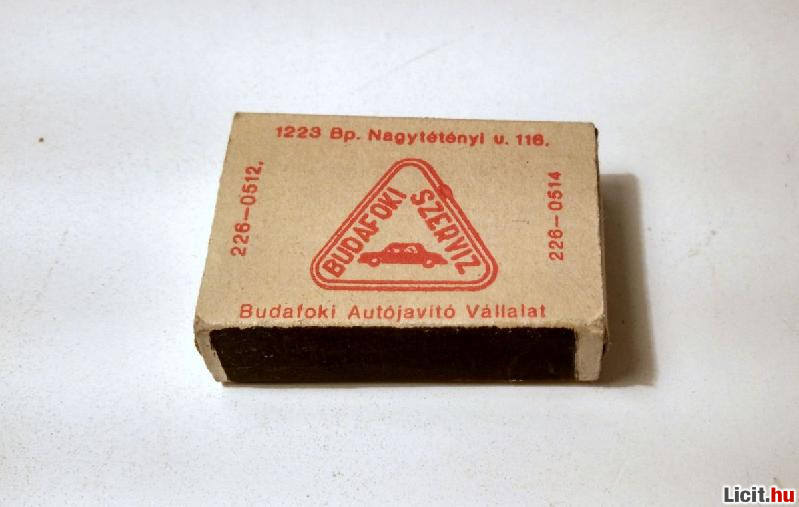 1223 Bp. Nagytétényi u. 116.
226-0512,
BUDAFOKI
SZERVIZ
226-0514
Budafoki Autójavító Vállalat
Licit.hu